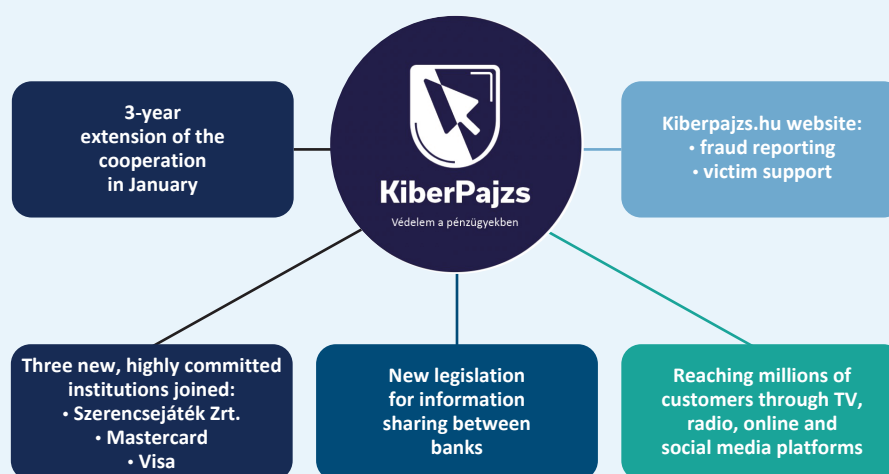 3-year
extension of the
cooperation
in January
KiberPajzs
Védelem a pénzügyekben
Kiberpajzs.hu website:
• fraud reporting
• victim support
Three new, highly committed
institutions joined:
• Szerencsejáték Zrt.
• Mastercard
• Visa
New legislation
for information
sharing between
banks
Reaching millions of
customers through TV,
radio, online and
social media platforms